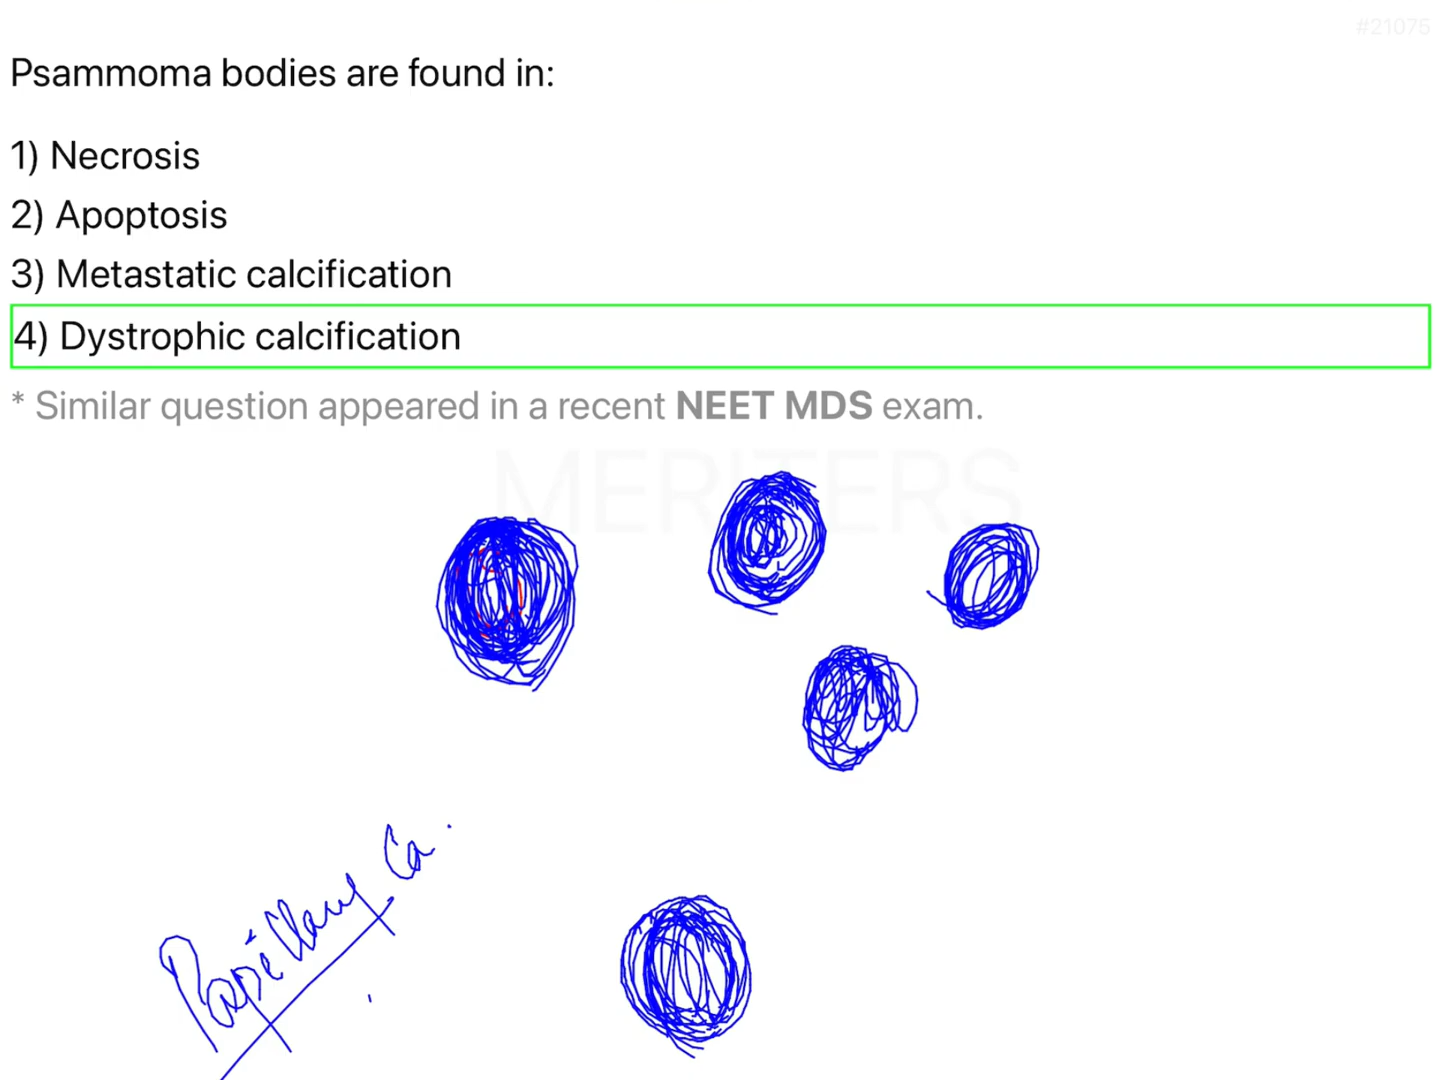 #21075
Psammoma bodies are found in:
1) Necrosis
2) Apoptosis
3) Metastatic calcification
4) Dystrophic calcification
* Similar question appeared in a recent NEET MDS exam.
MERITERS
Papillary Ca.